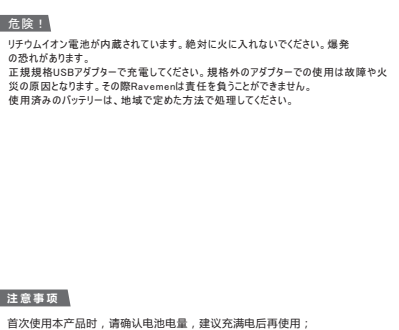 危険！
リチウムイオン電池が内蔵されています。絶対に火に入れないでください。爆発
の恐れがあります。
正規規格USBアダプターで充電してください。規格外のアダプターでの使用は故障や火
災の原因となります。その際Ravemenは責任を負うことができません。
使用済みのバッテリーは、地域で定めた方法で処理してください。
注意事项
首次使用本产品时，请确认电池电量，建议充满电后再使用；